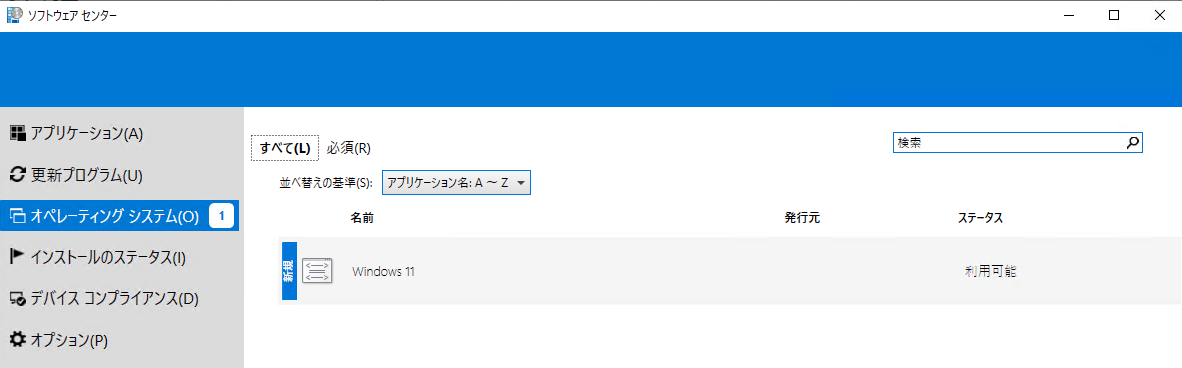 ソフトウェア センター
アプリケーション(A)
更新プログラム(U)
オペレーティング システム(O) 1
インストールのステータス(I)
デバイス コンプライアンス(D)
オプション(P)
すべて(L) 必須(R)
検索
並べ替えの基準(S): アプリケーション名: A ～ Z
名前 発行元 ステータス
新規 Windows 11 利用可能